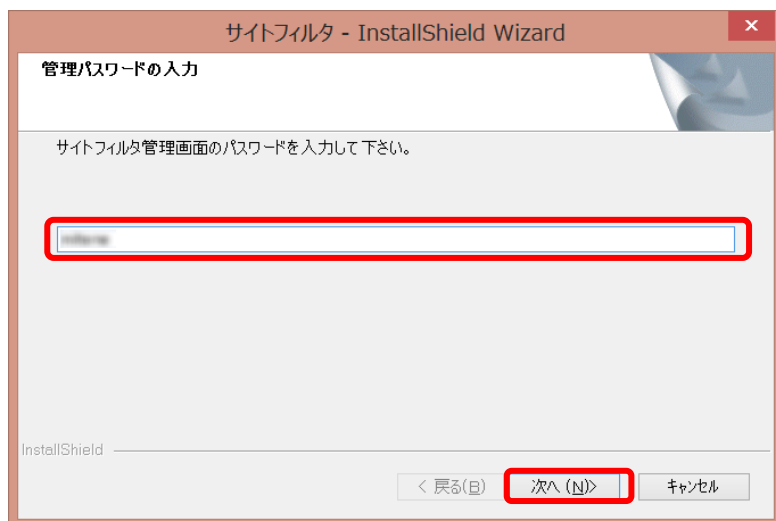 サイトフィルタ - InstallShield Wizard
管理パスワードの入力
サイトフィルタ管理画面のパスワードを入力して下さい。
InstallShield
< 戻る(B) 次へ (N)> キャンセル